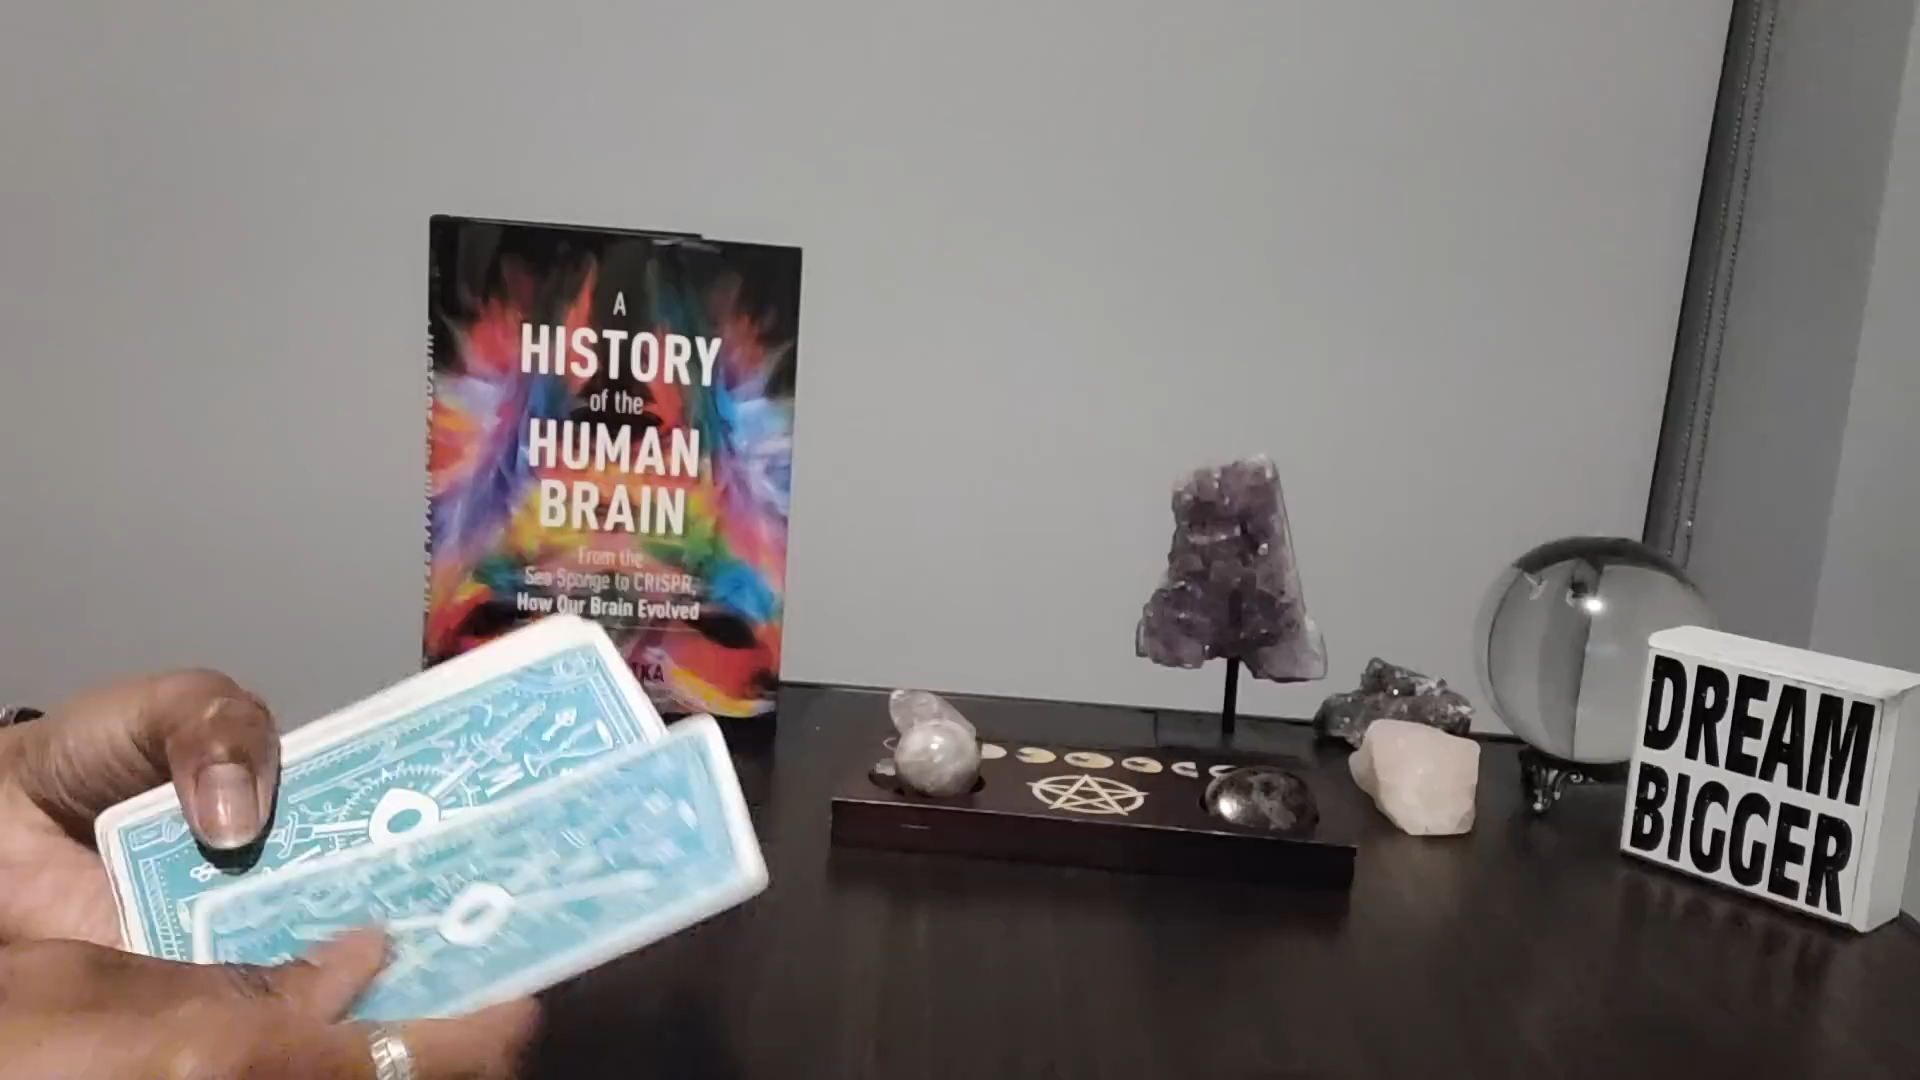 A
HISTORY
of the
HUMAN
BRAIN
From the
Sea Sponge to CRISPR,
How Our Brain Evolved
DREAM
BIGGER